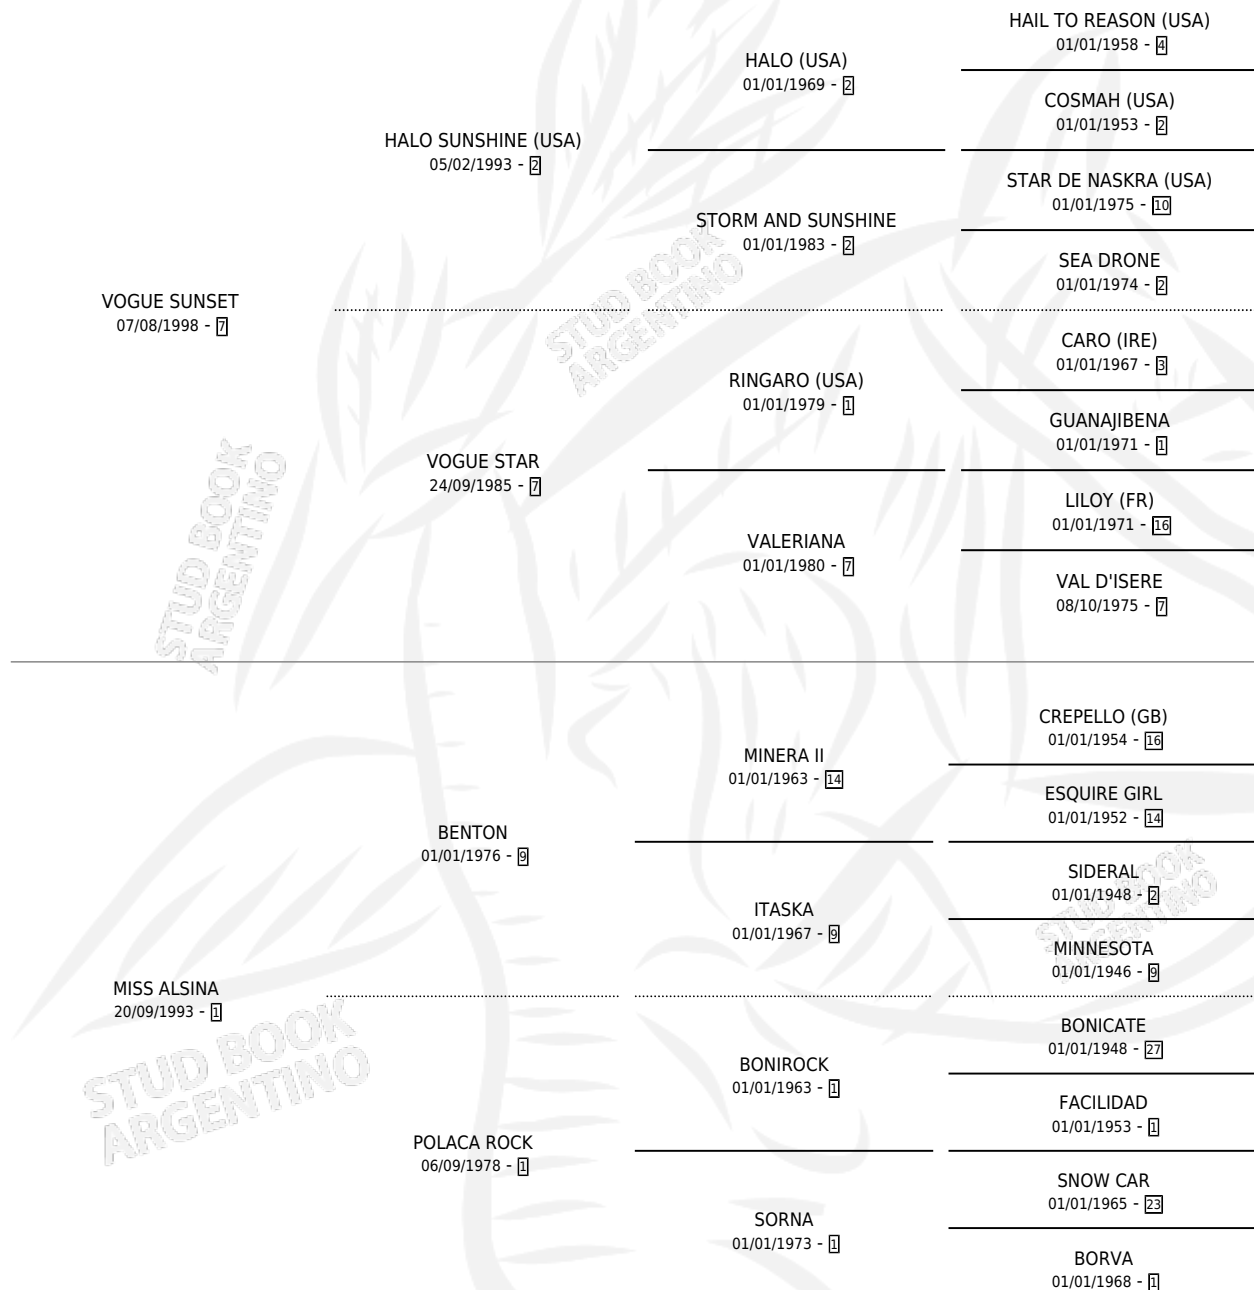 HAIL TO REASON (USA)
01/01/1958 - 4
HALO (USA)
01/01/1969 - 2
COSMAH (USA)
01/01/1953 - 2
HALO SUNSHINE (USA)
05/02/1993 - 2
STAR DE NASKRA (USA)
01/01/1975 - 10
STORM AND SUNSHINE
01/01/1983 - 2
SEA DRONE
01/01/1974 - 2
VOGUE SUNSET
07/08/1998 - 7
CARO (IRE)
01/01/1967 - 3
RINGARO (USA)
01/01/1979 - 1
GUANAJIBENA
01/01/1971 - 1
VOGUE STAR
24/09/1985 - 7
LILOY (FR)
01/01/1971 - 16
VALERIANA
01/01/1980 - 7
VAL D'ISERE
08/10/1975 - 7
CREPELLO (GB)
01/01/1954 - 16
MINERA II
01/01/1963 - 14
ESQUIRE GIRL
01/01/1952 - 14
BENTON
01/01/1976 - 9
SIDERAL
01/01/1948 - 2
ITASKA
01/01/1967 - 9
MINNESOTA
01/01/1946 - 9
MISS ALSINA
20/09/1993 - 1
BONICATE
01/01/1948 - 27
BONIROCK
01/01/1963 - 1
FACILIDAD
01/01/1953 - 1
POLACA ROCK
06/09/1978 - 1
SNOW CAR
01/01/1965 - 23
SORNA
01/01/1973 - 1
BORVA
01/01/1968 - 1
STUD BOOK
ARGENTINO
STUD BOOK
ARGENTINO
STUD BOOK
ARGENTINO
STUD BOOK
ARGENTINO